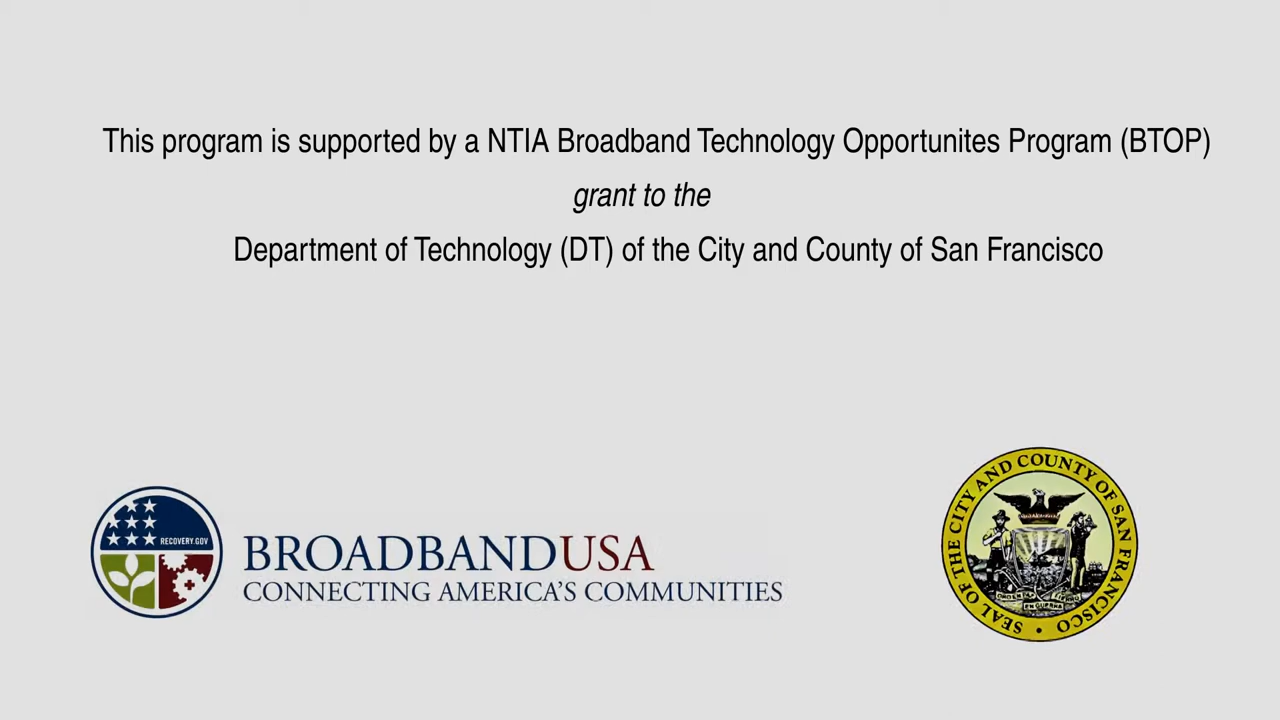 This program is supported by a NTIA Broadband Technology Opportunites Program (BTOP)
grant to the
Department of Technology (DT) of the City and County of San Francisco
RECOVERY.GOV
BROADBANDUSA
CONNECTING AMERICA'S COMMUNITIES
SEAL OF THE CITY AND COUNTY OF SAN FRANCISCO